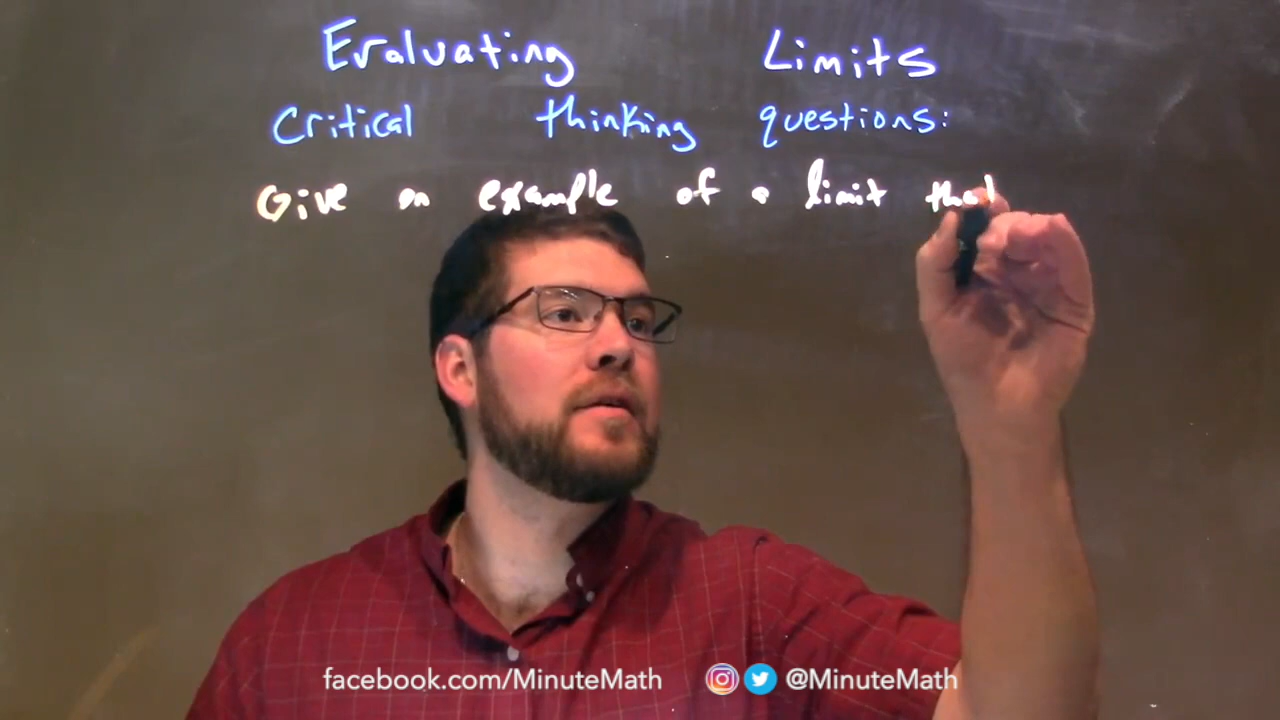 Evaluating Limits
Critical thinking questions:
Give an example of a limit that
facebook.com/MinuteMath @MinuteMath